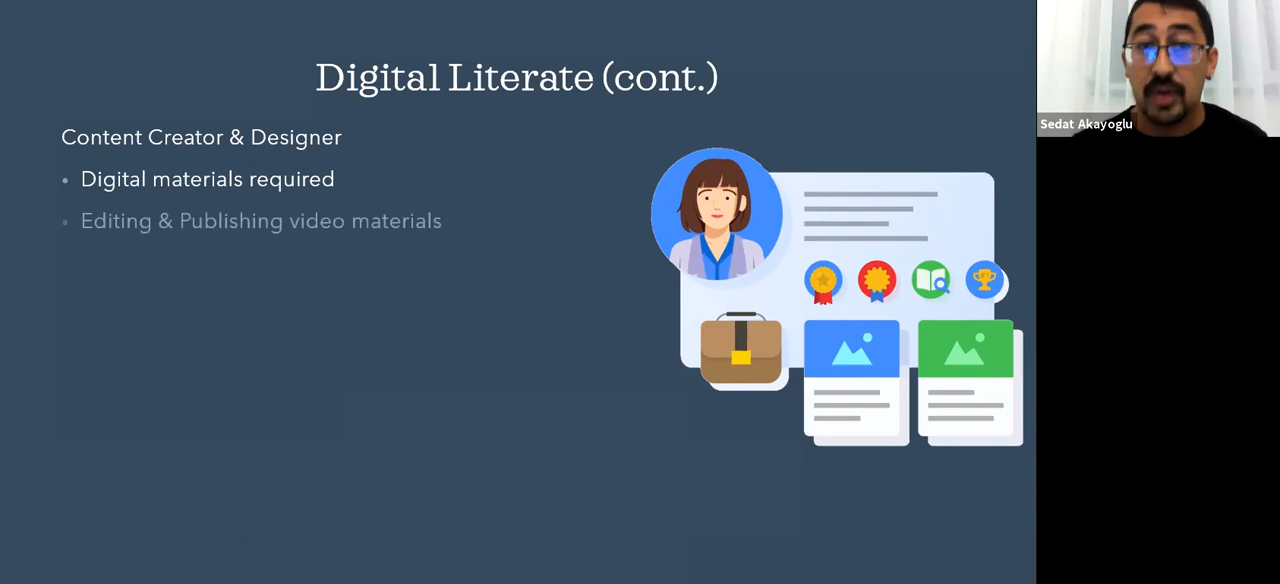 Digital Literate (cont.)
Content Creator & Designer
• Digital materials required
• Editing & Publishing video materials
Sedat Akayoglu